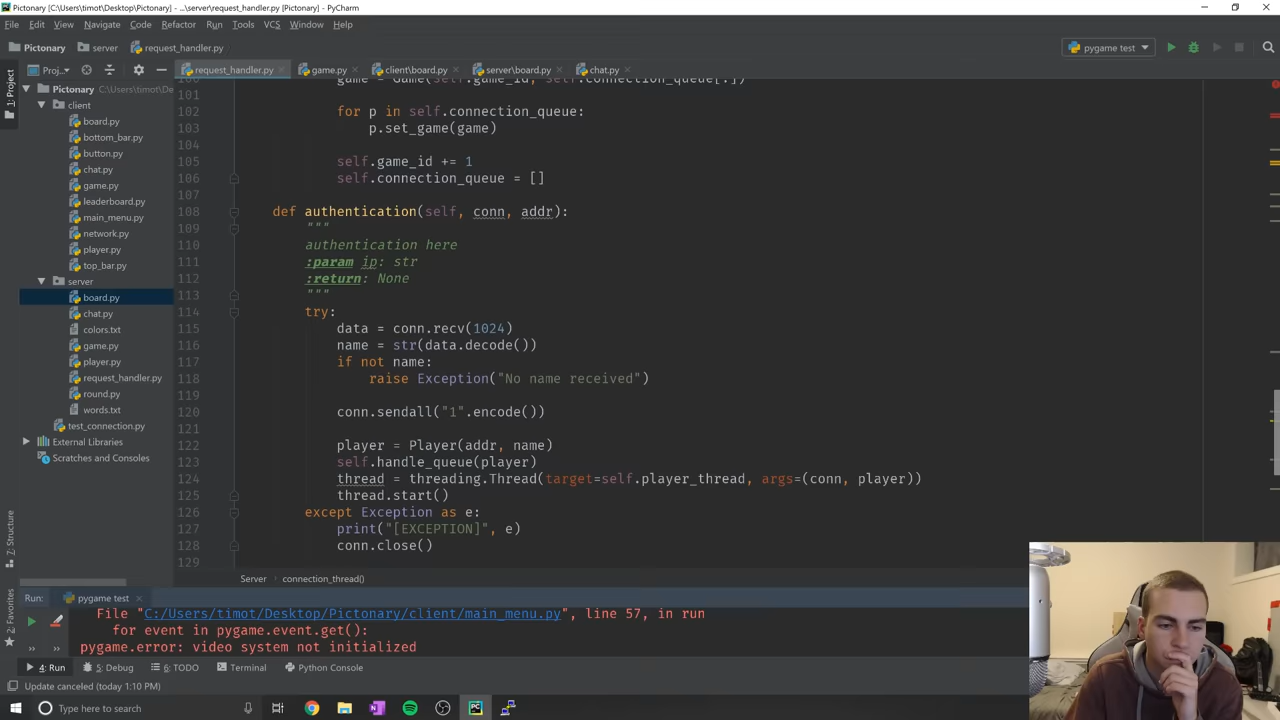 Pictonary [C:\Users\timot\Desktop\Pictonary] - ...\server\request_handler.py [Pictonary] - PyCharm
File Edit View Navigate Code Refactor Run Tools VCS Window Help
Pictonary server request_handler.py pygame test
1: Project
Proj... request_handler.py game.py client\board.py server\board.py chat.py
Pictonary C:\Users\timot
client
board.py
bottom_bar.py
button.py
chat.py
game.py
leaderboard.py
main_menu.py
network.py
player.py
top_bar.py
server
board.py
chat.py
colors.txt
game.py
player.py
request_handler.py
round.py
words.txt
test_connection.py
External Libraries
Scratches and Consoles
100 game = Game(self.game_id, self.connection_queue[:])
101
102 for p in self.connection_queue:
103 p.set_game(game)
104
105 self.game_id += 1
106 self.connection_queue = []
107
108 def authentication(self, conn, addr):
109 """
110 authentication here
111 :param ip: str
112 :return: None
113 """
114 try:
115 data = conn.recv(1024)
116 name = str(data.decode())
117 if not name:
118 raise Exception("No name received")
119
120 conn.sendall("1".encode())
121
122 player = Player(addr, name)
123 self.handle_queue(player)
124 thread = threading.Thread(target=self.player_thread, args=(conn, player))
125 thread.start()
126 except Exception as e:
127 print("[EXCEPTION]", e)
128 conn.close()
129
Server connection_thread()
Z: Structure
2: Favorites
Run: pygame test
File "C:/Users/timot/Desktop/Pictonary/client/main_menu.py", line 57, in run
for event in pygame.event.get():
pygame.error: video system not initialized
4: Run 5: Debug 6: TODO Terminal Python Console
Update canceled (today 1:10 PM)
Type here to search